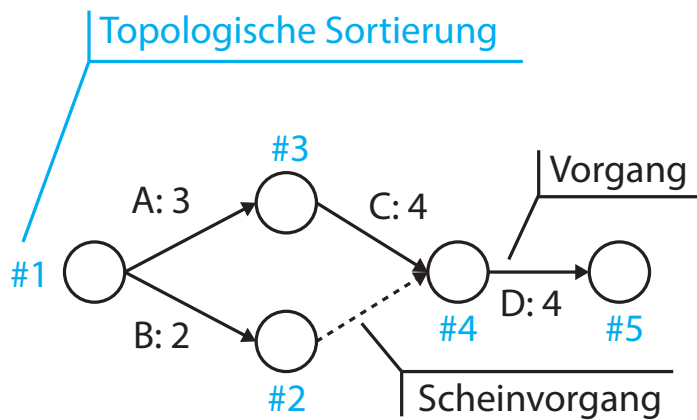 Topologische Sortierung
#3
Vorgang
A: 3
C: 4
#1
B: 2
#4
D: 4
#5
#2
Scheinvorgang